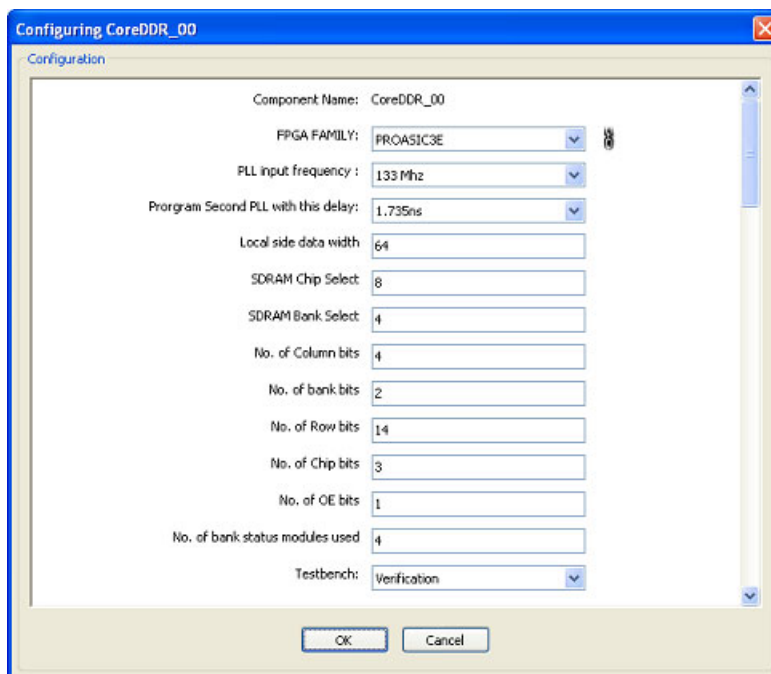 Configuring CoreDDR_00
Configuration
Component Name: CoreDDR_00
FPGA FAMILY: PROASIC3E
PLL input frequency : 133 Mhz
Prorgram Second PLL with this delay: 1.735ns
Local side data width 64
SDRAM Chip Select 8
SDRAM Bank Select 4
No. of Column bits 4
No. of bank bits 2
No. of Row bits 14
No. of Chip bits 3
No. of OE bits 1
No. of bank status modules used 4
Testbench: Verification
OK Cancel